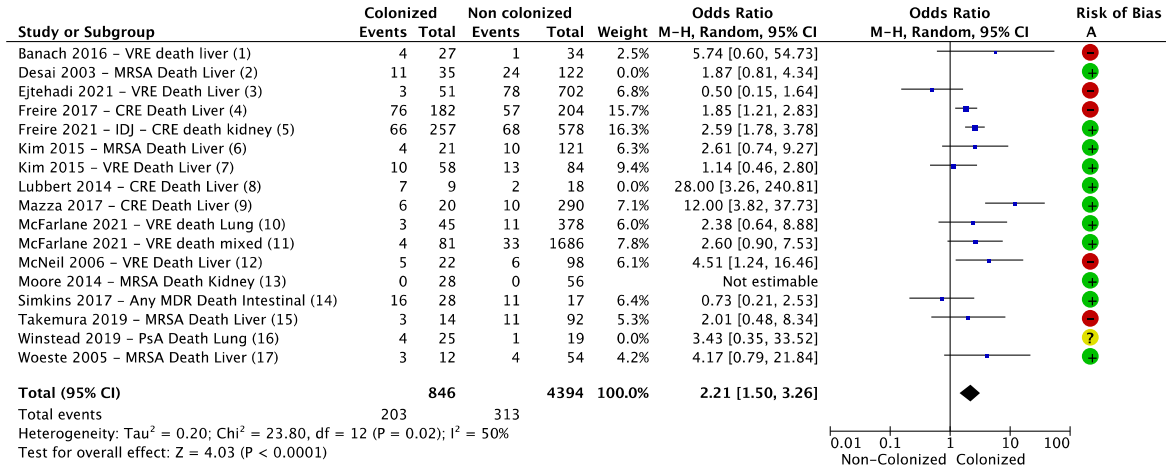 Colonized Non colonized Odds Ratio Odds Ratio Risk of Bias
Study or Subgroup Events Total Events Total Weight M-H, Random, 95% CI M-H, Random, 95% CI A
Banach 2016 – VRE death liver (1) 4 27 1 34 2.5% 5.74 [0.60, 54.73] –
Desai 2003 – MRSA Death Liver (2) 11 35 24 122 0.0% 1.87 [0.81, 4.34] +
Ejtehadi 2021 – VRE Death Liver (3) 3 51 78 702 6.8% 0.50 [0.15, 1.64] –
Freire 2017 – CRE Death Liver (4) 76 182 57 204 15.7% 1.85 [1.21, 2.83] –
Freire 2021 – IDJ – CRE death kidney (5) 66 257 68 578 16.3% 2.59 [1.78, 3.78] +
Kim 2015 – MRSA Death Liver (6) 4 21 10 121 6.3% 2.61 [0.74, 9.27] +
Kim 2015 – VRE Death Liver (7) 10 58 13 84 9.4% 1.14 [0.46, 2.80] +
Lubbert 2014 – CRE Death Liver (8) 7 9 2 18 0.0% 28.00 [3.26, 240.81] +
Mazza 2017 – CRE Death Liver (9) 6 20 10 290 7.1% 12.00 [3.82, 37.73] +
McFarlane 2021 – VRE death Lung (10) 3 45 11 378 6.1% 2.38 [0.64, 8.88] +
McFarlane 2021 – VRE death mixed (11) 4 81 33 1686 7.8% 2.60 [0.90, 7.53] +
McNeil 2006 – VRE Death Liver (12) 5 22 6 98 6.1% 4.51 [1.24, 16.46] –
Moore 2014 – MRSA Death Kidney (13) 0 28 0 56 Not estimable +
Simkins 2017 – Any MDR Death Intestinal (14) 16 28 11 17 6.4% 0.73 [0.21, 2.53] +
Takemura 2019 – MRSA Death Liver (15) 3 14 11 92 5.3% 2.01 [0.48, 8.34] –
Winstead 2019 – PsA Death Lung (16) 4 25 1 19 0.0% 3.43 [0.35, 33.52] ?
Woeste 2005 – MRSA Death Liver (17) 3 12 4 54 4.2% 4.17 [0.79, 21.84] +
Total (95% CI) 846 4394 100.0% 2.21 [1.50, 3.26]
Total events 203 313
Heterogeneity: Tau² = 0.20; Chi² = 23.80, df = 12 (P = 0.02); I² = 50%
Test for overall effect: Z = 4.03 (P < 0.0001)
0.01 0.1 1 10 100
Non-Colonized Colonized